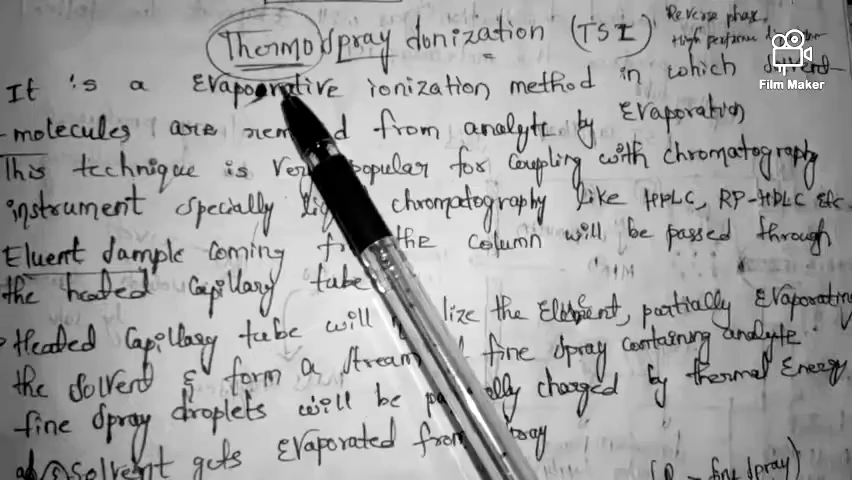 Reverse phase
Thermospray Ionization (TSI)
High performe
Film Maker
It is a Evaporative ionization method in which solvent
molecules are from analyte by Evaporation
This technique is very popular for coupling with chromatography
instrument specially chromatography like HPLC, RP-HPLC etc.
Eluent sample coming the column will be passed through
the heated capillary tube
Heated capillary tube will the Eluent, partially Evaporating
the solvent & form a stream fine spray containing analyte.
fine spray droplets will be charged by thermal Energy
Solvent gets Evaporated from
fine spray)